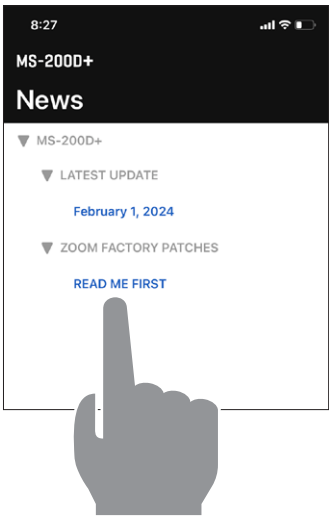 8:27
MS-200D+
News
▼ MS-200D+
▼ LATEST UPDATE
February 1, 2024
▼ ZOOM FACTORY PATCHES
READ ME FIRST